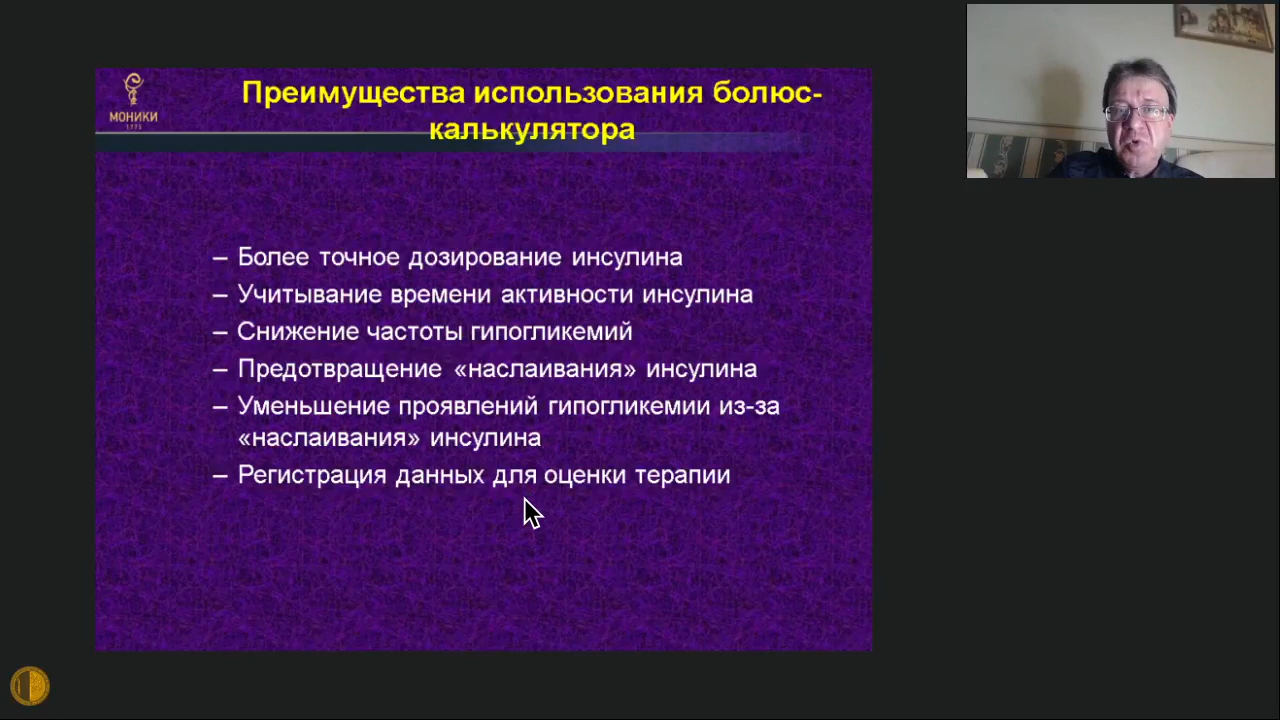 Преимущества использования болюс-
калькулятора
МОНИКИ
1775
– Более точное дозирование инсулина
– Учитывание времени активности инсулина
– Снижение частоты гипогликемий
– Предотвращение «наслаивания» инсулина
– Уменьшение проявлений гипогликемии из-за
«наслаивания» инсулина
– Регистрация данных для оценки терапии